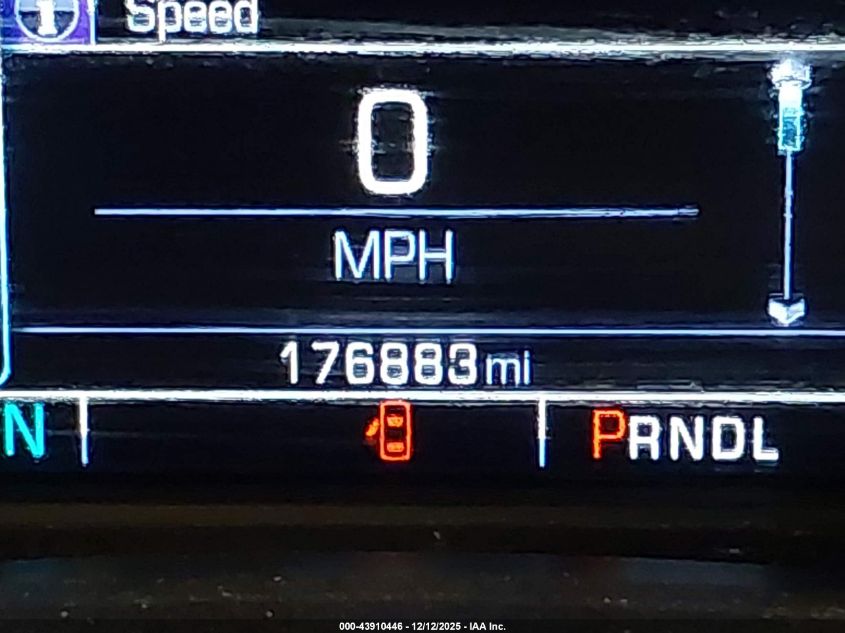 i Speed
0
MPH
176883 mi
N PRNDL
000-43910446 - 12/12/2025 - IAA Inc.